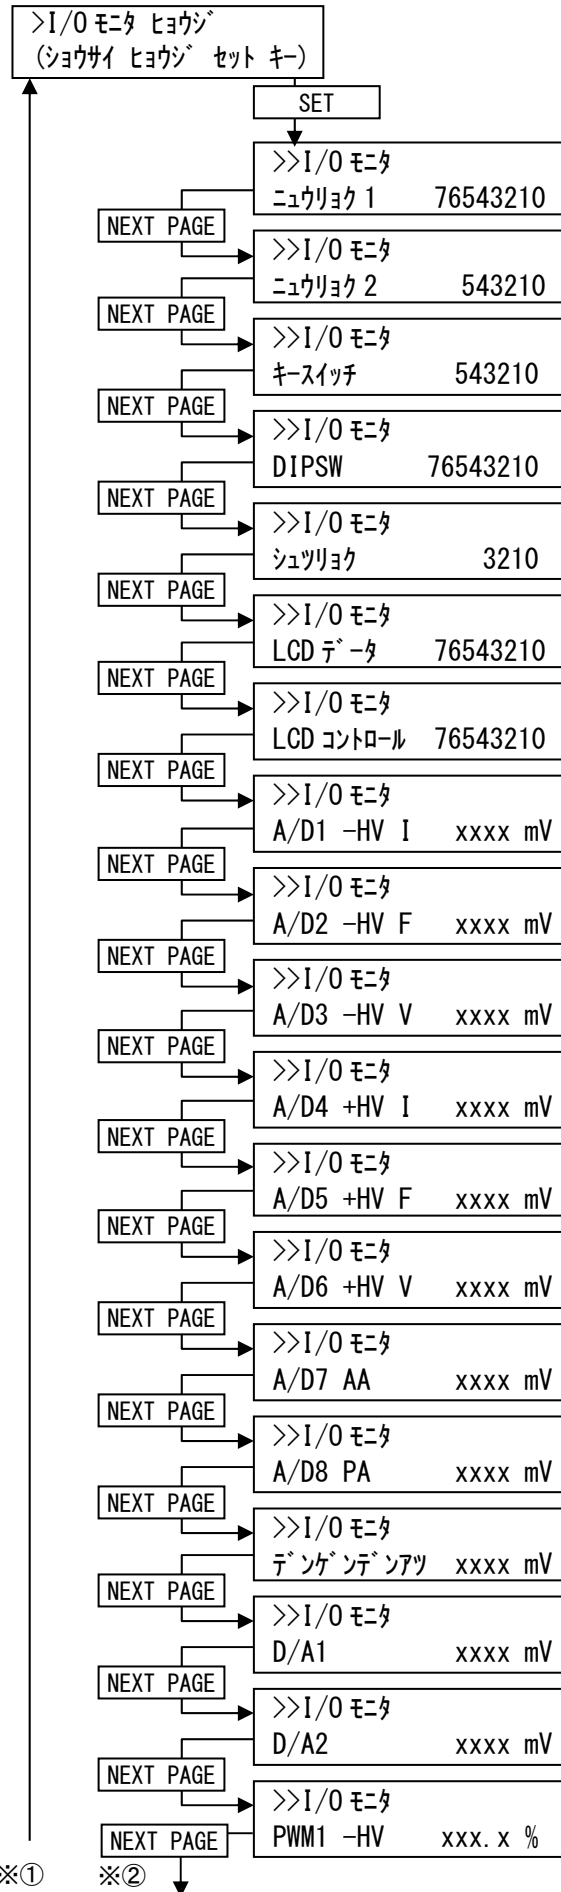 >I/O ﾓﾆﾀ ﾋｮｳｼﾞ
(ｼｮｳｻｲ ﾋｮｳｼﾞ ｾｯﾄ ｷｰ)
SET
>>I/O ﾓﾆﾀ
ﾆｭｳﾘｮｸ 1 76543210
NEXT PAGE
>>I/O ﾓﾆﾀ
ﾆｭｳﾘｮｸ 2 543210
NEXT PAGE
>>I/O ﾓﾆﾀ
ｷｰｽｲｯﾁ 543210
NEXT PAGE
>>I/O ﾓﾆﾀ
DIPSW 76543210
NEXT PAGE
>>I/O ﾓﾆﾀ
ｼｭﾂﾘｮｸ 3210
NEXT PAGE
>>I/O ﾓﾆﾀ
LCD ﾃﾞｰﾀ 76543210
NEXT PAGE
>>I/O ﾓﾆﾀ
LCD ｺﾝﾄﾛｰﾙ 76543210
NEXT PAGE
>>I/O ﾓﾆﾀ
A/D1 −HV I xxxx mV
NEXT PAGE
>>I/O ﾓﾆﾀ
A/D2 −HV F xxxx mV
NEXT PAGE
>>I/O ﾓﾆﾀ
A/D3 −HV V xxxx mV
NEXT PAGE
>>I/O ﾓﾆﾀ
A/D4 +HV I xxxx mV
NEXT PAGE
>>I/O ﾓﾆﾀ
A/D5 +HV F xxxx mV
NEXT PAGE
>>I/O ﾓﾆﾀ
A/D6 +HV V xxxx mV
NEXT PAGE
>>I/O ﾓﾆﾀ
A/D7 AA xxxx mV
NEXT PAGE
>>I/O ﾓﾆﾀ
A/D8 PA xxxx mV
NEXT PAGE
>>I/O ﾓﾆﾀ
ﾃﾞﾝｹﾞﾝﾃﾞﾝｱﾂ xxxx mV
NEXT PAGE
>>I/O ﾓﾆﾀ
D/A1 xxxx mV
NEXT PAGE
>>I/O ﾓﾆﾀ
D/A2 xxxx mV
NEXT PAGE
>>I/O ﾓﾆﾀ
PWM1 −HV xxx.x %
NEXT PAGE
※① ※②